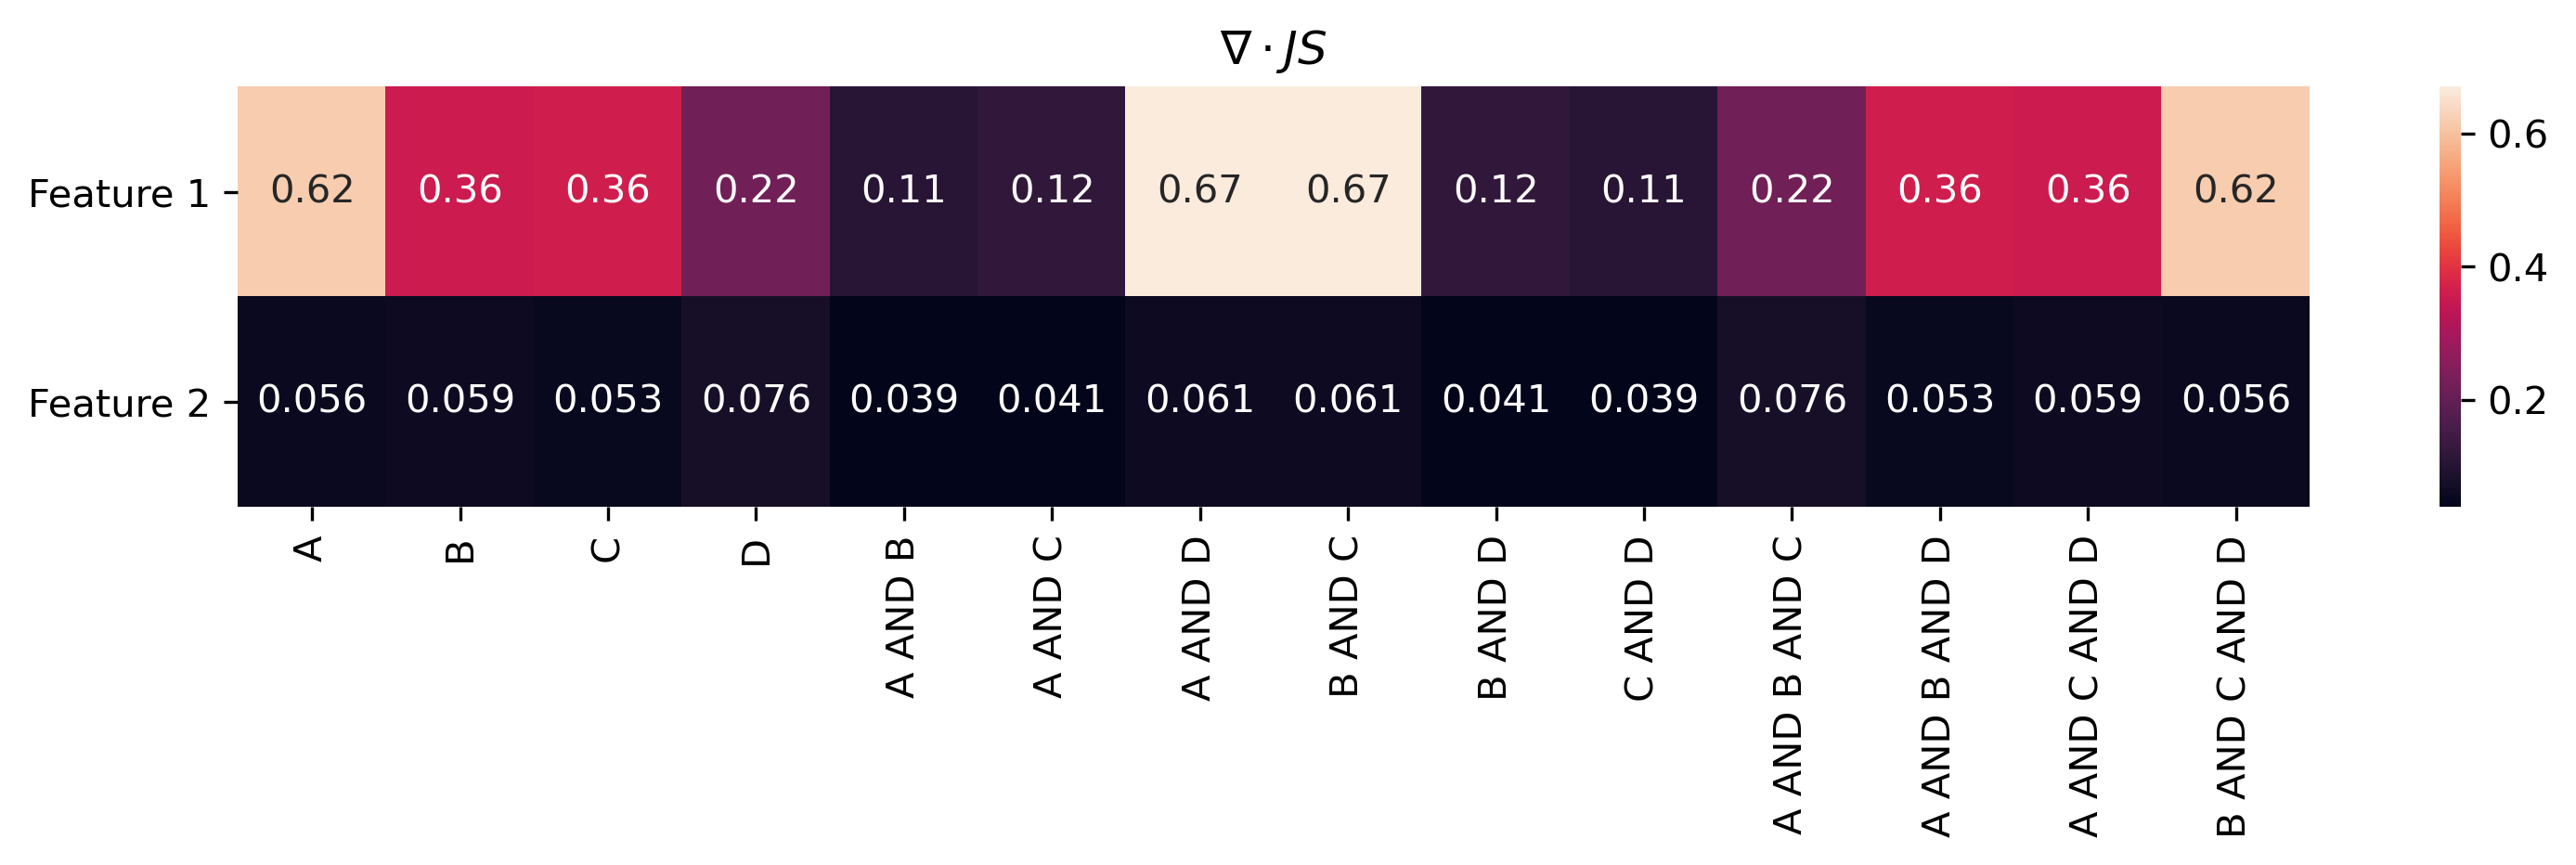 ∇ · JS
Feature 1 0.62 0.36 0.36 0.22 0.11 0.12 0.67 0.67 0.12 0.11 0.22 0.36 0.36 0.62
Feature 2 0.056 0.059 0.053 0.076 0.039 0.041 0.061 0.061 0.041 0.039 0.076 0.053 0.059 0.056
A
B
C
D
A AND B
A AND C
A AND D
B AND C
B AND D
C AND D
A AND B AND C
A AND B AND D
A AND C AND D
B AND C AND D
0.6
0.4
0.2